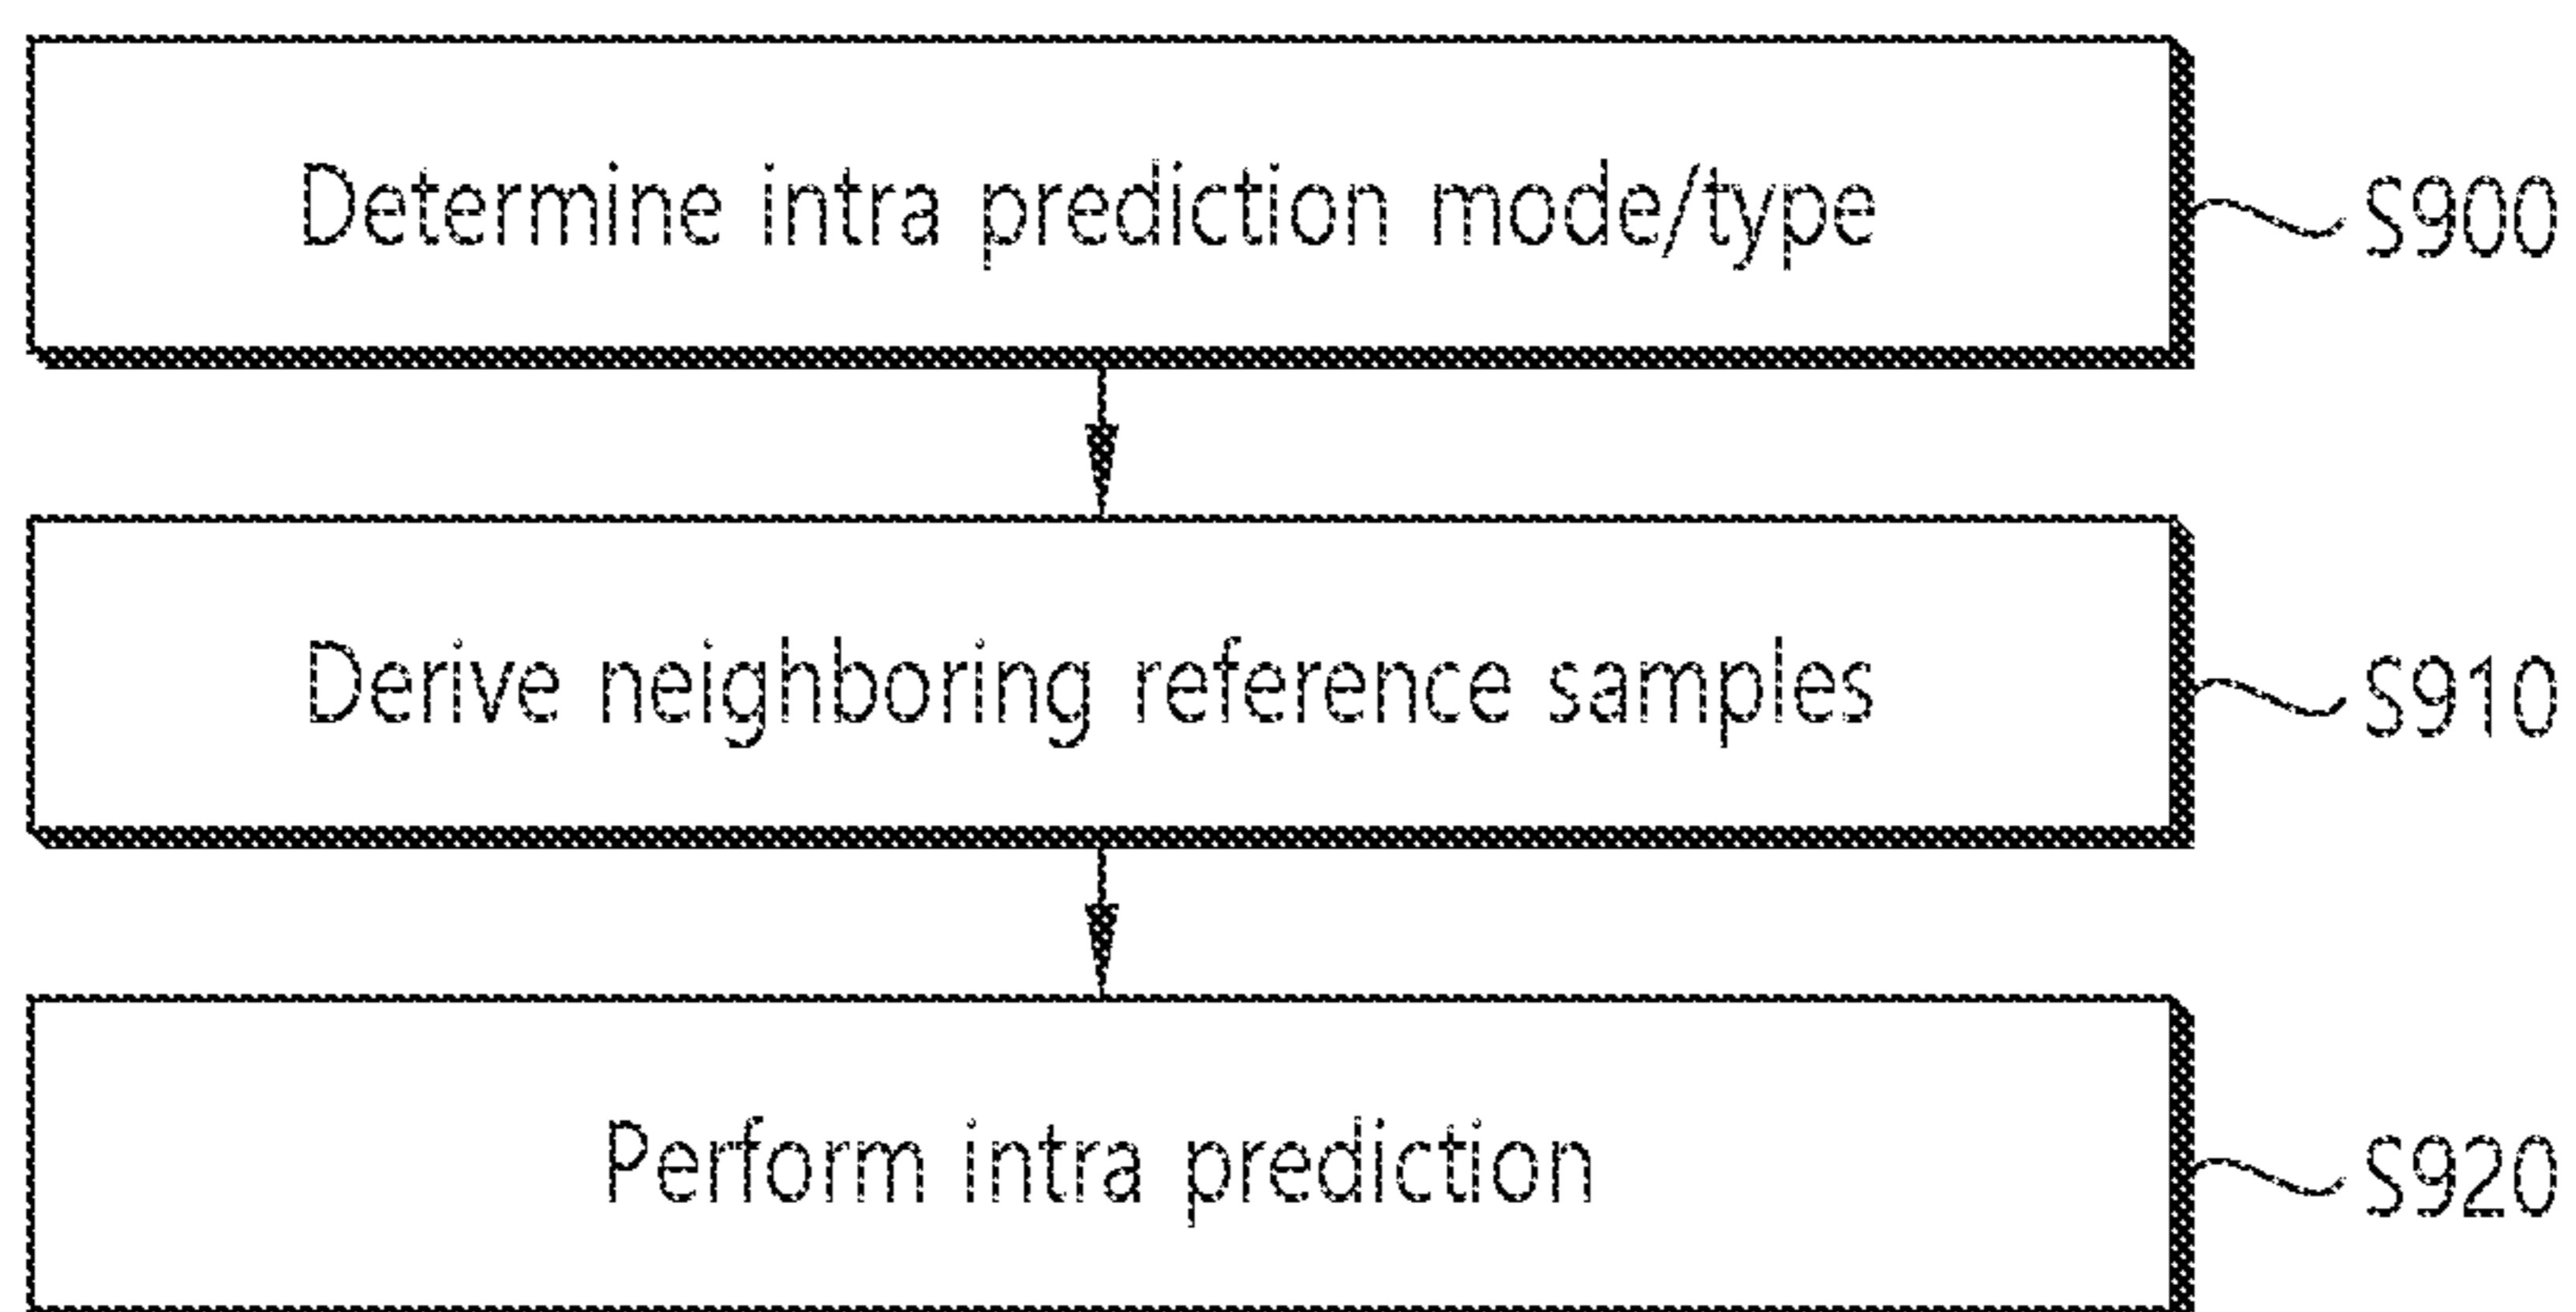 Determine intra prediction mode/type S900
Derive neighboring reference samples S910
Perform intra prediction S920